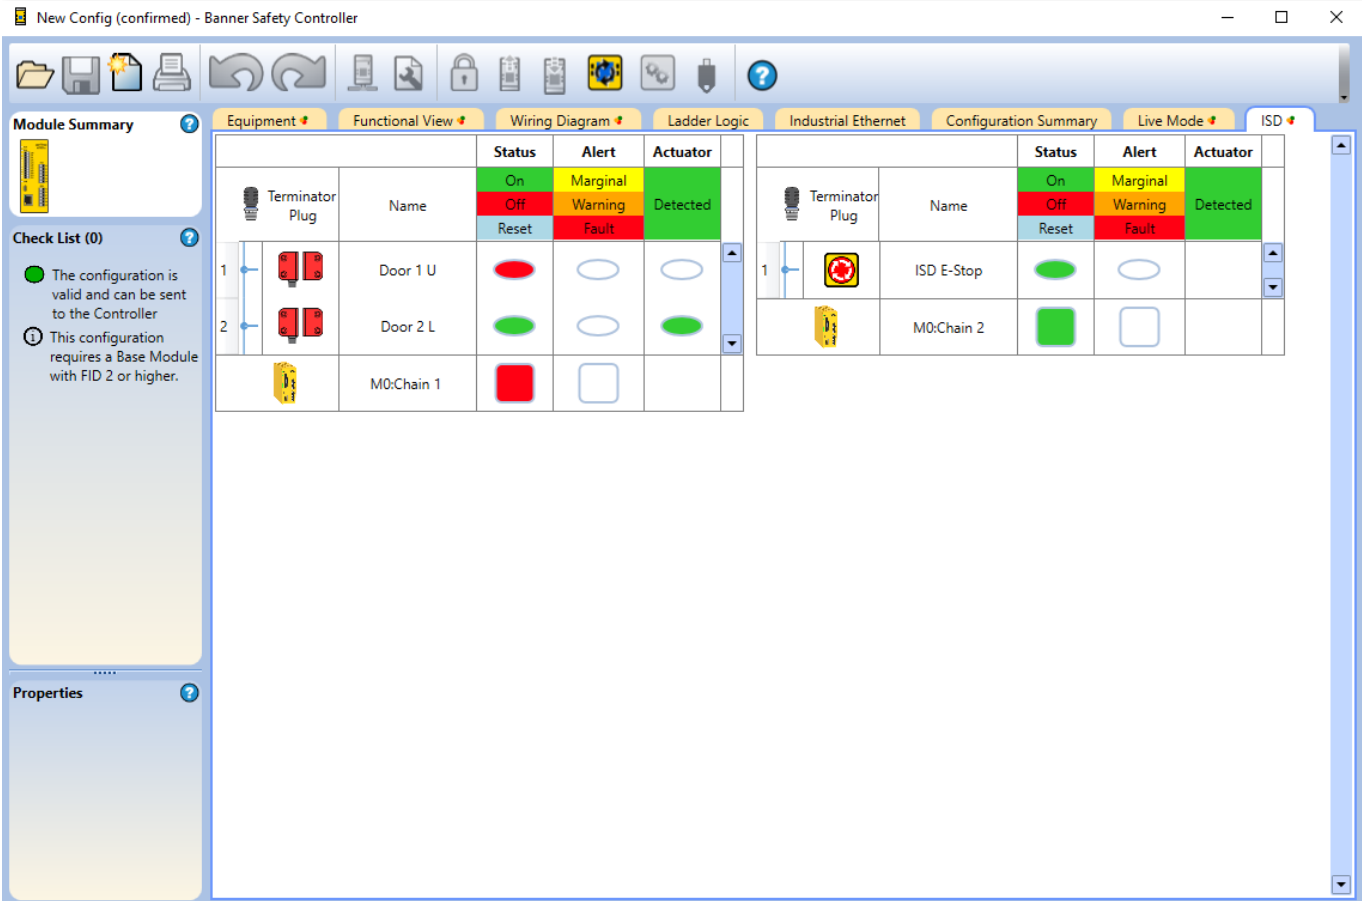 New Config (confirmed) - Banner Safety Controller
Module Summary
Check List (0)
The configuration is
valid and can be sent
to the Controller
This configuration
requires a Base Module
with FID 2 or higher.
Properties
Equipment Functional View Wiring Diagram Ladder Logic Industrial Ethernet Configuration Summary Live Mode ISD
Status Alert Actuator
Terminator
Plug
Name
On Marginal
Off Warning Detected
Reset Fault
1 Door 1 U
2 Door 2 L
M0:Chain 1
Status Alert Actuator
Terminator
Plug
Name
On Marginal
Off Warning Detected
Reset Fault
1 ISD E-Stop
M0:Chain 2